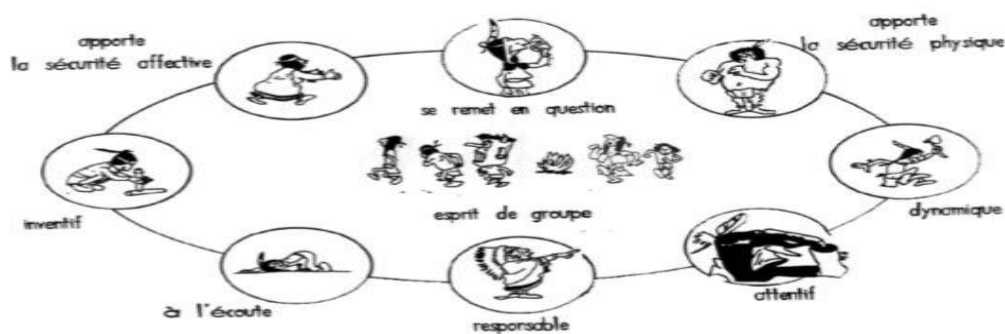 apporte
la sécurité affective
apporte
la sécurité physique
se remet en question
inventif
esprit de groupe
dynamique
à l'écoute
responsable
attentif